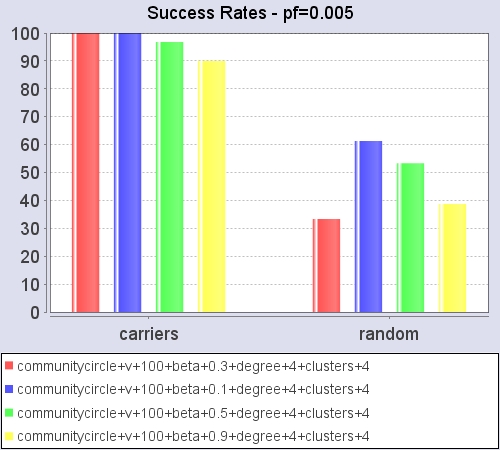 Success Rates - pf=0.005
100
90
80
70
60
50
40
30
20
10
0
carriers random
communitycircle+v+100+beta+0.3+degree+4+clusters+4
communitycircle+v+100+beta+0.1+degree+4+clusters+4
communitycircle+v+100+beta+0.5+degree+4+clusters+4
communitycircle+v+100+beta+0.9+degree+4+clusters+4